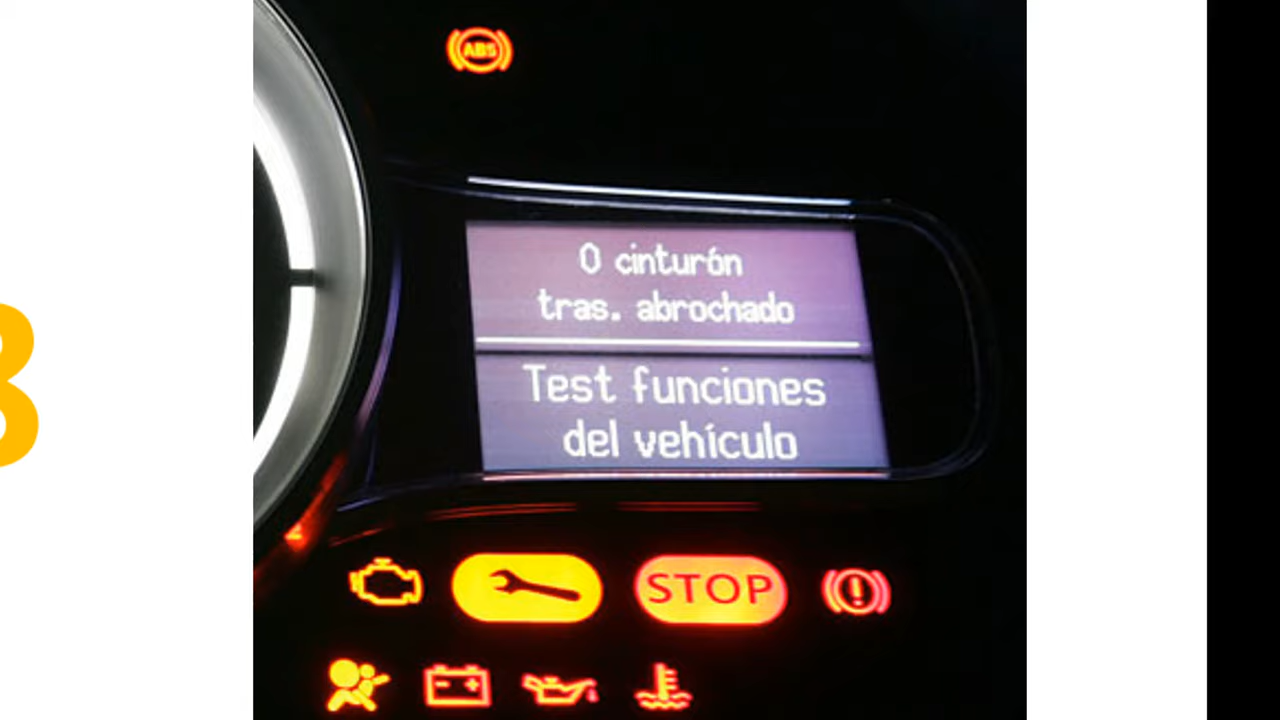 ABS
0 cinturón
tras. abrochado
Test funciones
del vehículo
STOP